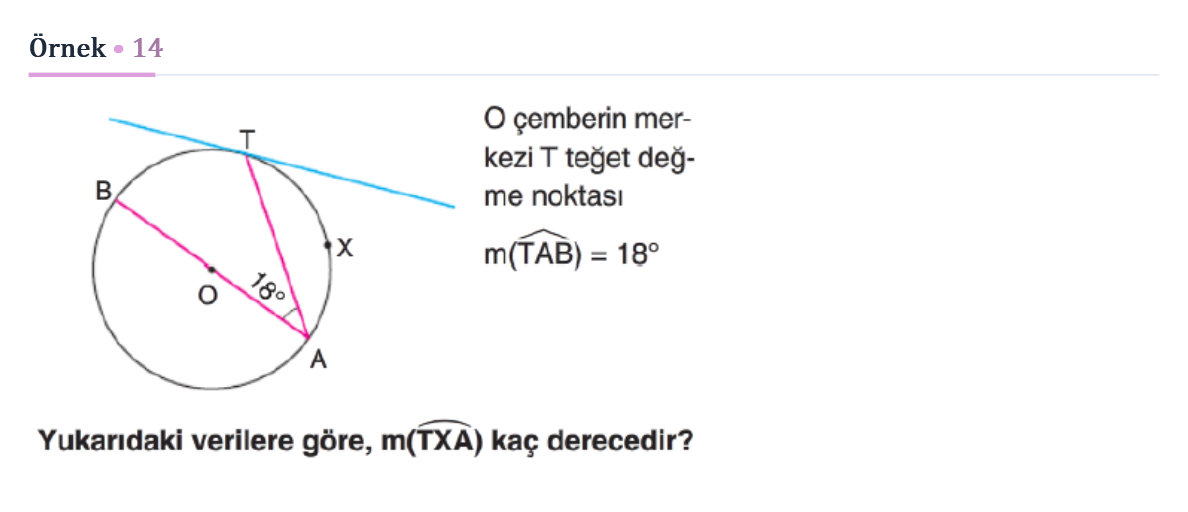 Örnek • 14
O çemberin mer-
kezi T teğet değ-
me noktası
m(TAB) = 18°
T
B
X
O
18°
A
Yukarıdaki verilere göre, m(TXA) kaç derecedir?